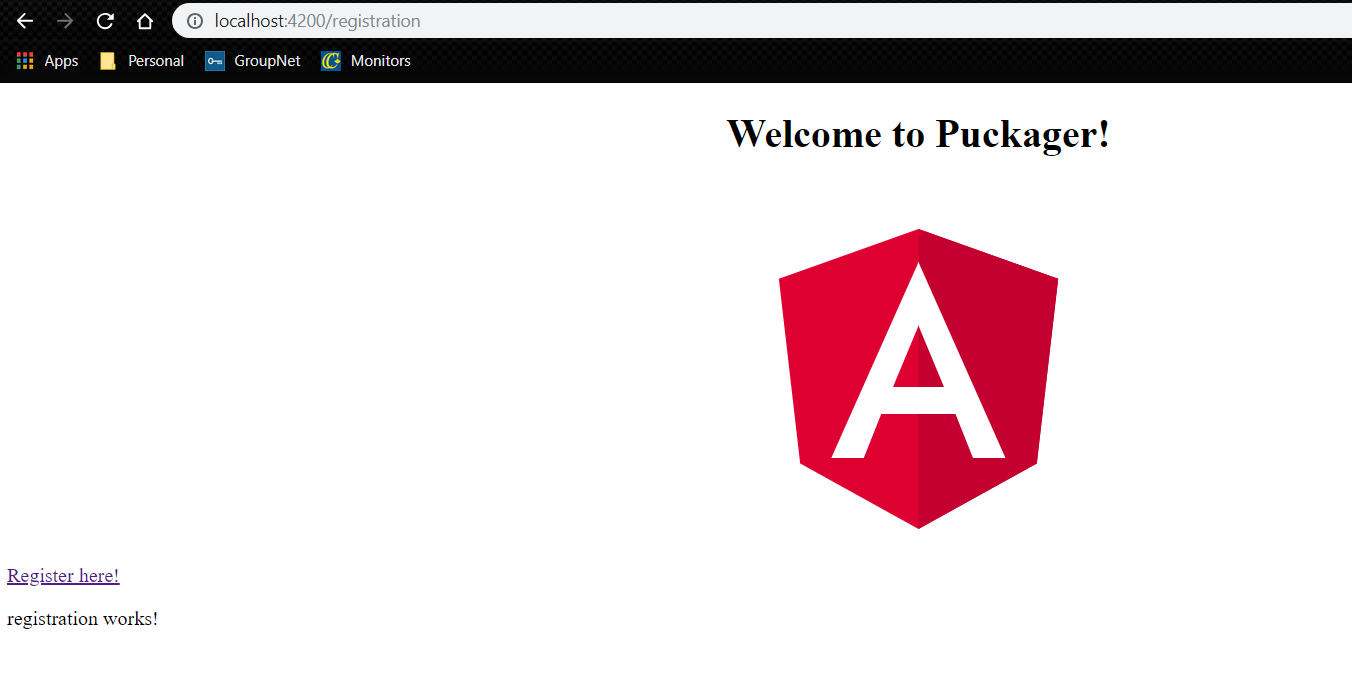 localhost:4200/registration
Apps Personal GroupNet Monitors
Welcome to Puckager!
A
Register here!
registration works!